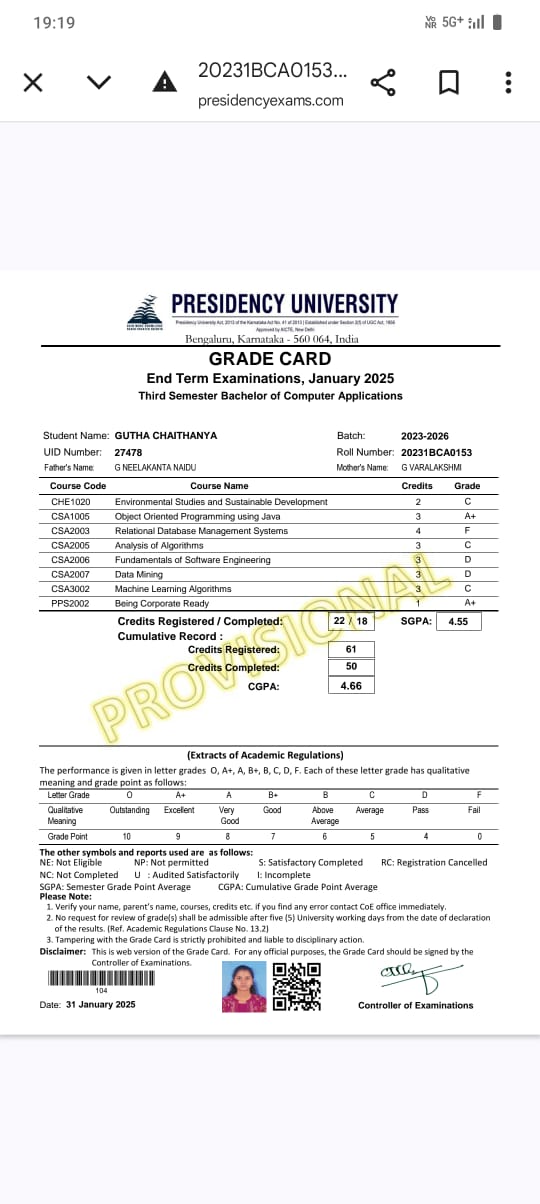 19:19
Vo NR 5G+
20231BCA0153...
presidencyexams.com
PRESIDENCY UNIVERSITY
Presidency University Act, 2013 of the Karnataka Act No. 41 of 2013 | Established under Section 2(f) of UGC Act, 1956
Approved by AICTE, New Delhi
Bengaluru, Karnataka - 560 064, India
GRADE CARD
End Term Examinations, January 2025
Third Semester Bachelor of Computer Applications
Student Name: GUTHA CHAITHANYA Batch: 2023-2026
UID Number: 27478 Roll Number: 20231BCA0153
Father's Name: G NEELAKANTA NAIDU Mother's Name: G VARALAKSHMI
Course Code Course Name Credits Grade
CHE1020 Environmental Studies and Sustainable Development 2 C
CSA1005 Object Oriented Programming using Java 3 A+
CSA2003 Relational Database Management Systems 4 F
CSA2005 Analysis of Algorithms 3 C
CSA2006 Fundamentals of Software Engineering 3 D
CSA2007 Data Mining 3 D
CSA3002 Machine Learning Algorithms 3 C
PPS2002 Being Corporate Ready 1 A+
Credits Registered / Completed: 22 / 18 SGPA: 4.55
Cumulative Record :
Credits Registered: 61
Credits Completed: 50
CGPA: 4.66
PROVISIONAL
(Extracts of Academic Regulations)
The performance is given in letter grades O, A+, A, B+, B, C, D, F. Each of these letter grade has qualitative
meaning and grade point as follows:
Letter Grade O A+ A B+ B C D F
Qualitative Meaning Outstanding Excellent Very Good Good Above Average Average Pass Fail
Grade Point 10 9 8 7 6 5 4 0
The other symbols and reports used are as follows:
NE: Not Eligible NP: Not permitted S: Satisfactory Completed RC: Registration Cancelled
NC: Not Completed U : Audited Satisfactorily I: Incomplete
SGPA: Semester Grade Point Average CGPA: Cumulative Grade Point Average
Please Note:
1. Verify your name, parent's name, courses, credits etc. if you find any error contact CoE office immediately.
2. No request for review of grade(s) shall be admissible after five (5) University working days from the date of declaration
of the results. (Ref. Academic Regulations Clause No. 13.2)
3. Tampering with the Grade Card is strictly prohibited and liable to disciplinary action.
Disclaimer: This is web version of the Grade Card. For any official purposes, the Grade Card should be signed by the
Controller of Examinations.
104
Date: 31 January 2025 Controller of Examinations